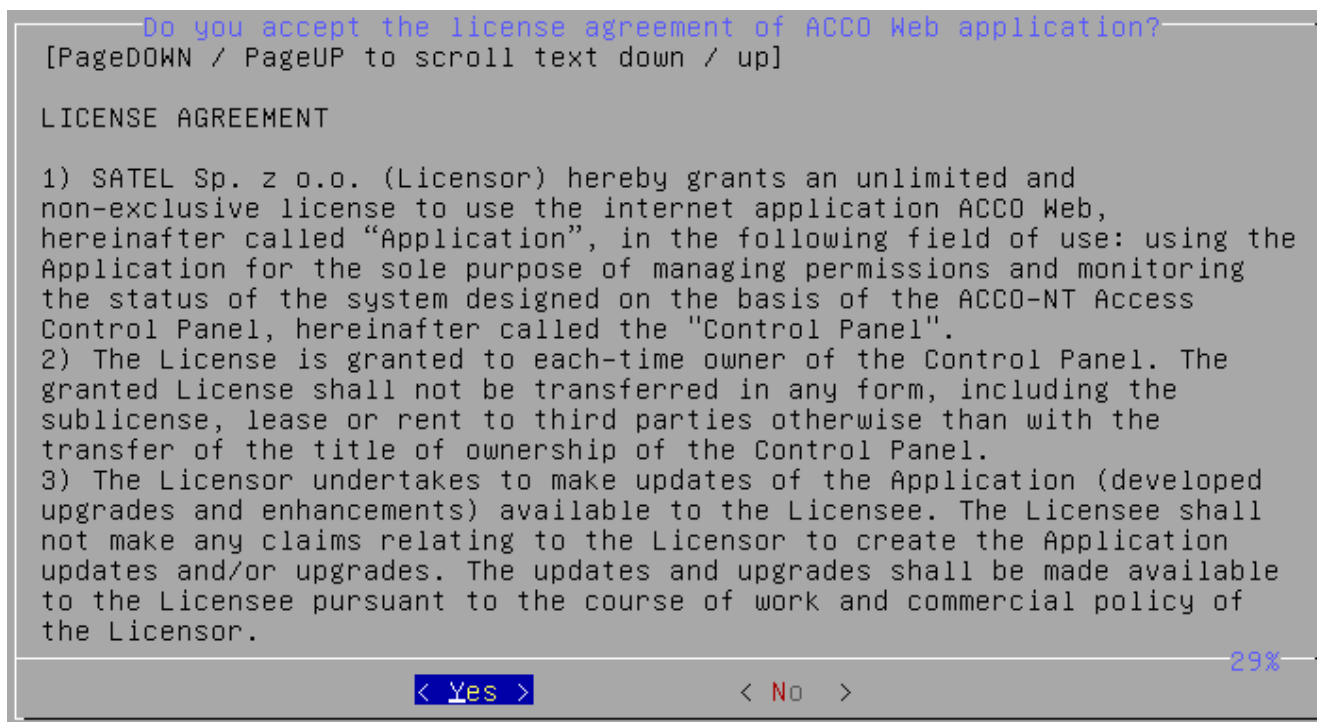 Do you accept the license agreement of ACCO Web application?
[PageDOWN / PageUP to scroll text down / up]
LICENSE AGREEMENT
1) SATEL Sp. z o.o. (Licensor) hereby grants an unlimited and
non-exclusive license to use the internet application ACCO Web,
hereinafter called “Application”, in the following field of use: using the
Application for the sole purpose of managing permissions and monitoring
the status of the system designed on the basis of the ACCO-NT Access
Control Panel, hereinafter called the "Control Panel".
2) The License is granted to each-time owner of the Control Panel. The
granted License shall not be transferred in any form, including the
sublicense, lease or rent to third parties otherwise than with the
transfer of the title of ownership of the Control Panel.
3) The Licensor undertakes to make updates of the Application (developed
upgrades and enhancements) available to the Licensee. The Licensee shall
not make any claims relating to the Licensor to create the Application
updates and/or upgrades. The updates and upgrades shall be made available
to the Licensee pursuant to the course of work and commercial policy of
the Licensor.
29%
< Yes > < No >